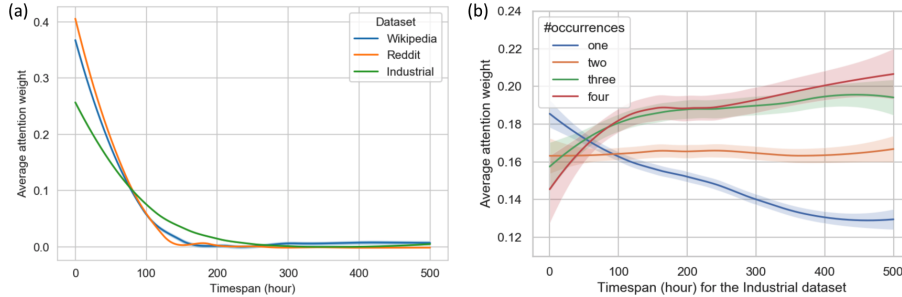 (a)
Dataset
Wikipedia
Reddit
Industrial
Average attention weight
0.4
0.3
0.2
0.1
0.0
0
100
200
300
400
500
Timespan (hour)
(b)
#occurrences
one
two
three
four
Average attention weight
0.24
0.22
0.20
0.18
0.16
0.14
0.12
0
100
200
300
400
500
Timespan (hour) for the Industrial dataset